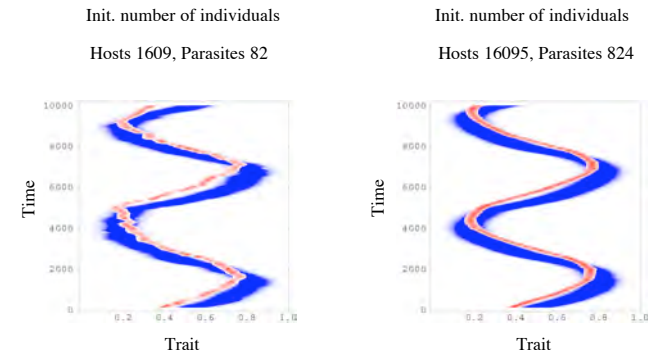 Init. number of individuals
Hosts 1609, Parasites 82
10000
8000
6000
4000
2000
0
0.2 0.4 0.6 0.8 1.0
Time
Trait
Init. number of individuals
Hosts 16095, Parasites 824
10000
8000
6000
4000
2000
0
0.2 0.4 0.6 0.8 1.0
Time
Trait